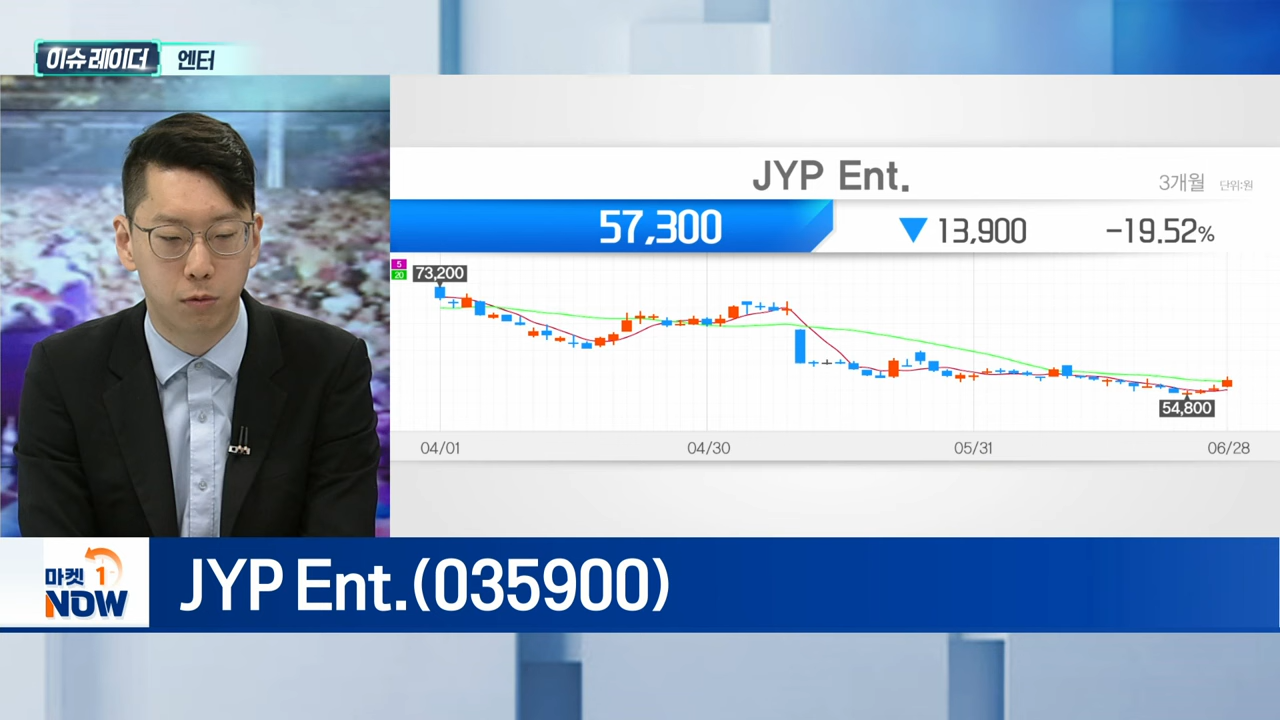 이슈 레이더 엔터
JYP Ent.
3개월 단위:원
57,300 ▼ 13,900 -19.52%
5
20
73,200
54,800
04/01 04/30 05/31 06/28
마켓 1
NOW
JYP Ent.(035900)